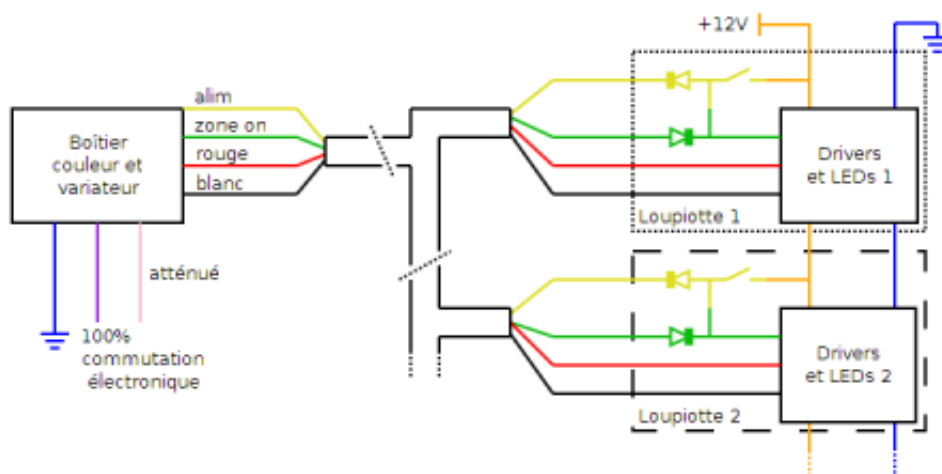 +12V
alim
zone on
rouge
blanc
Boîtier
couleur et
variateur
atténué
100%
commutation
électronique
Drivers
et LEDs 1
Loupiotte 1
Drivers
et LEDs 2
Loupiotte 2